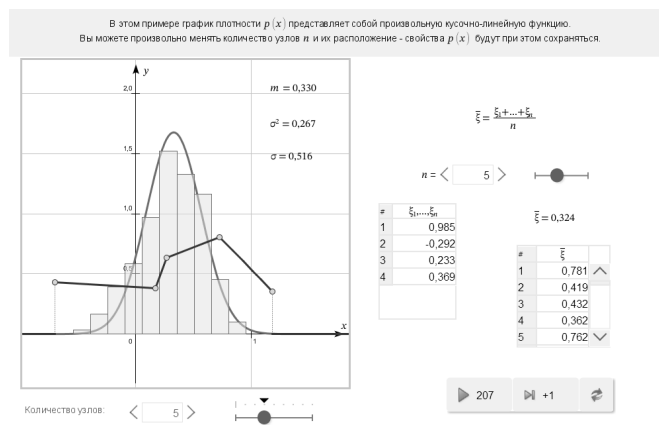 В этом примере график плотности p(x) представляет собой произвольную кусочно-линейную функцию.
Вы можете произвольно менять количество узлов n и их расположение - свойства p(x) будут при этом сохраняться.
y
2,0
1,5
1,0
0,5
0
1
x
m = 0,330
σ² = 0,267
σ = 0,516
ξ̅ = ξ₁+...+ξₙ / n
n = 5
# ξ₁,...,ξₙ
1 0,985
2 -0,292
3 0,233
4 0,369
ξ̅ = 0,324
# ξ̅
1 0,781
2 0,419
3 0,432
4 0,362
5 0,762
207 +1
Количество узлов: 5